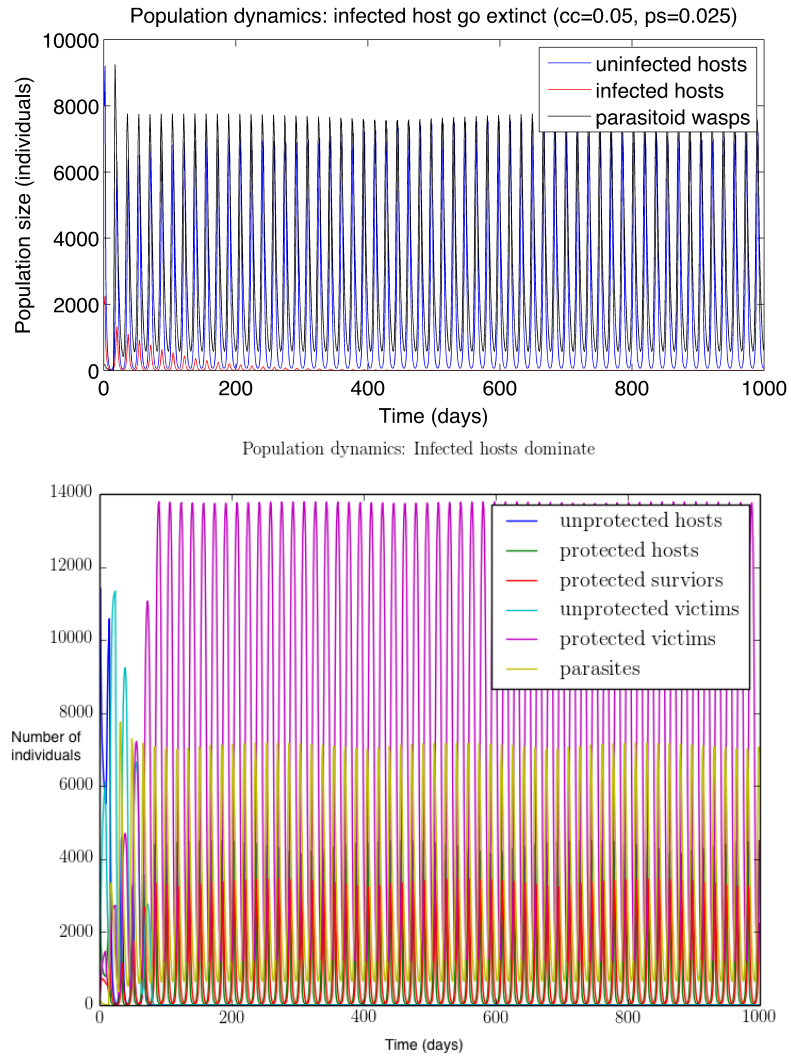 Population dynamics: infected host go extinct (cc=0.05, ps=0.025)
10000
8000
6000
4000
2000
0
Population size (individuals)
uninfected hosts
infected hosts
parasitoid wasps
0 200 400 600 800 1000
Time (days)
Population dynamics: Infected hosts dominate
14000
12000
10000
8000
6000
4000
2000
0
Number of
individuals
unprotected hosts
protected hosts
protected surviors
unprotected victims
protected victims
parasites
0 200 400 600 800 1000
Time (days)